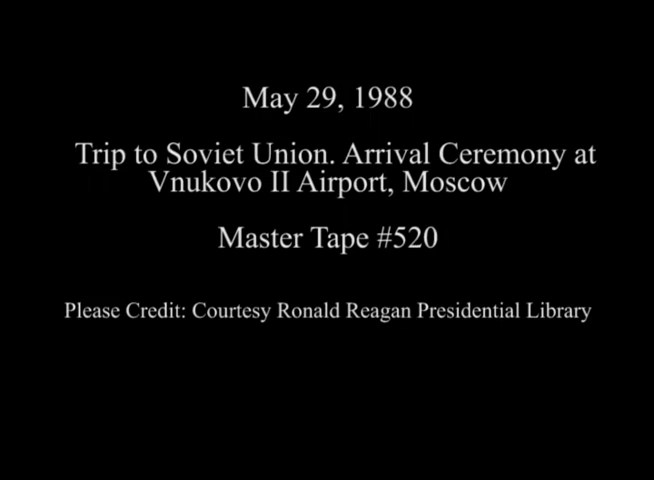 May 29, 1988
Trip to Soviet Union. Arrival Ceremony at
Vnukovo II Airport, Moscow
Master Tape #520
Please Credit: Courtesy Ronald Reagan Presidential Library